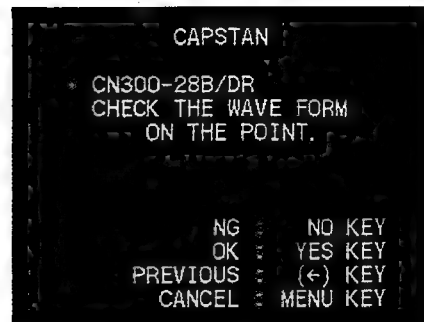 CAPSTAN
* CN300-28B/DR
CHECK THE WAVE FORM
ON THE POINT.
NG : NO KEY
OK : YES KEY
PREVIOUS : (←) KEY
CANCEL : MENU KEY